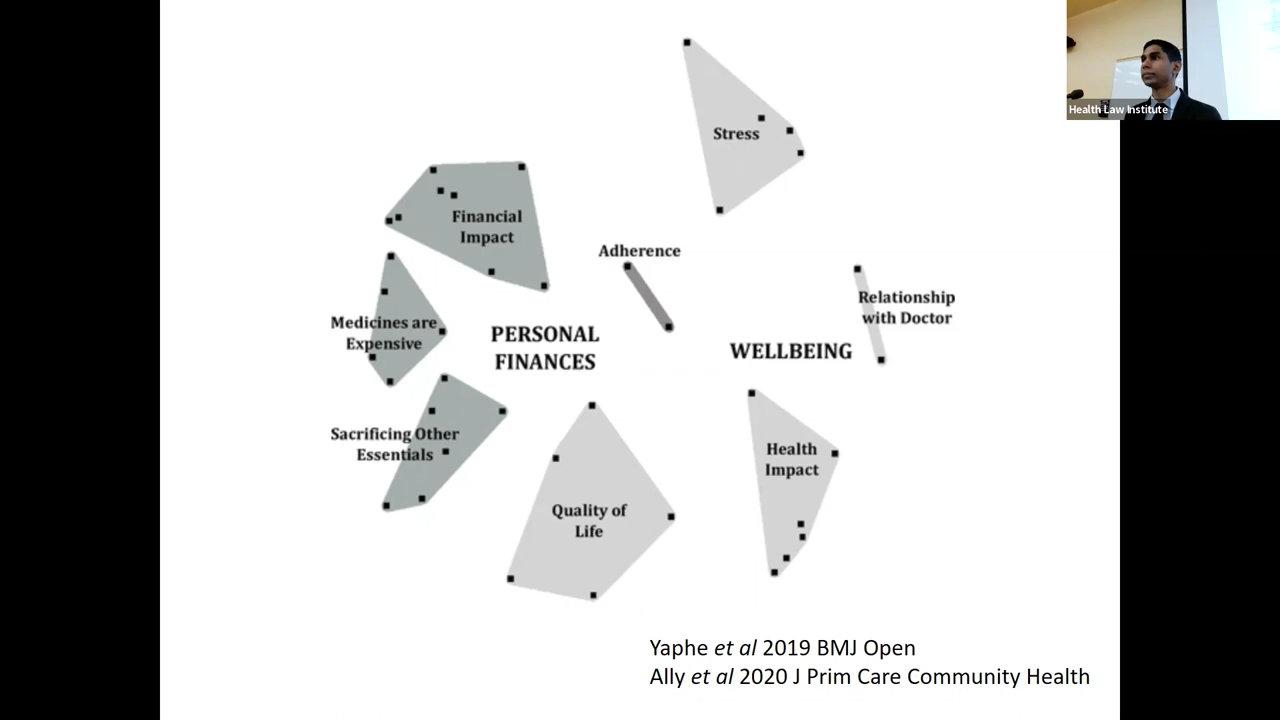 Health Law Institute
Stress
Financial
Impact
Adherence
Relationship
with Doctor
Medicines are
Expensive
PERSONAL
FINANCES
WELLBEING
Sacrificing Other
Essentials
Health
Impact
Quality of
Life
Yaphe et al 2019 BMJ Open
Ally et al 2020 J Prim Care Community Health